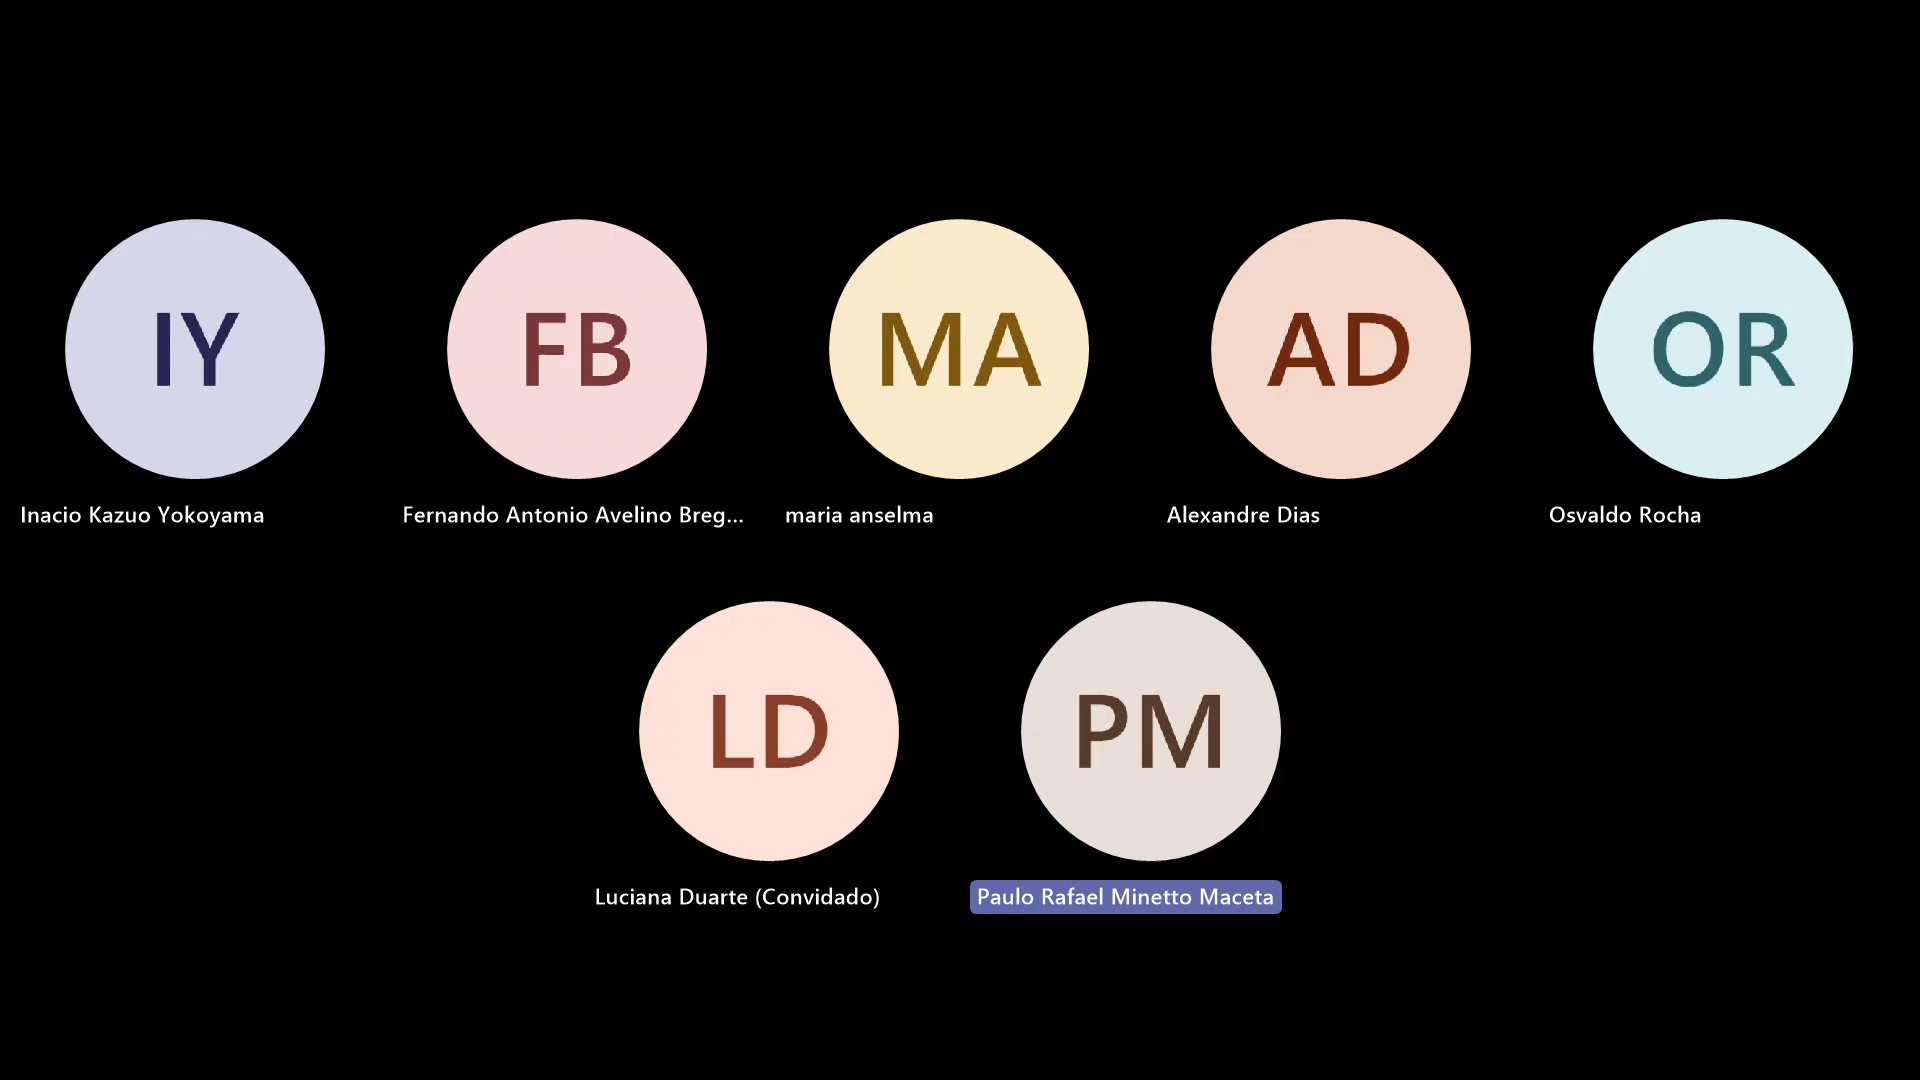 IY
FB
MA
AD
OR
Inacio Kazuo Yokoyama
Fernando Antonio Avelino Breg...
maria anselma
Alexandre Dias
Osvaldo Rocha
LD
PM
Luciana Duarte (Convidado)
Paulo Rafael Minetto Maceta